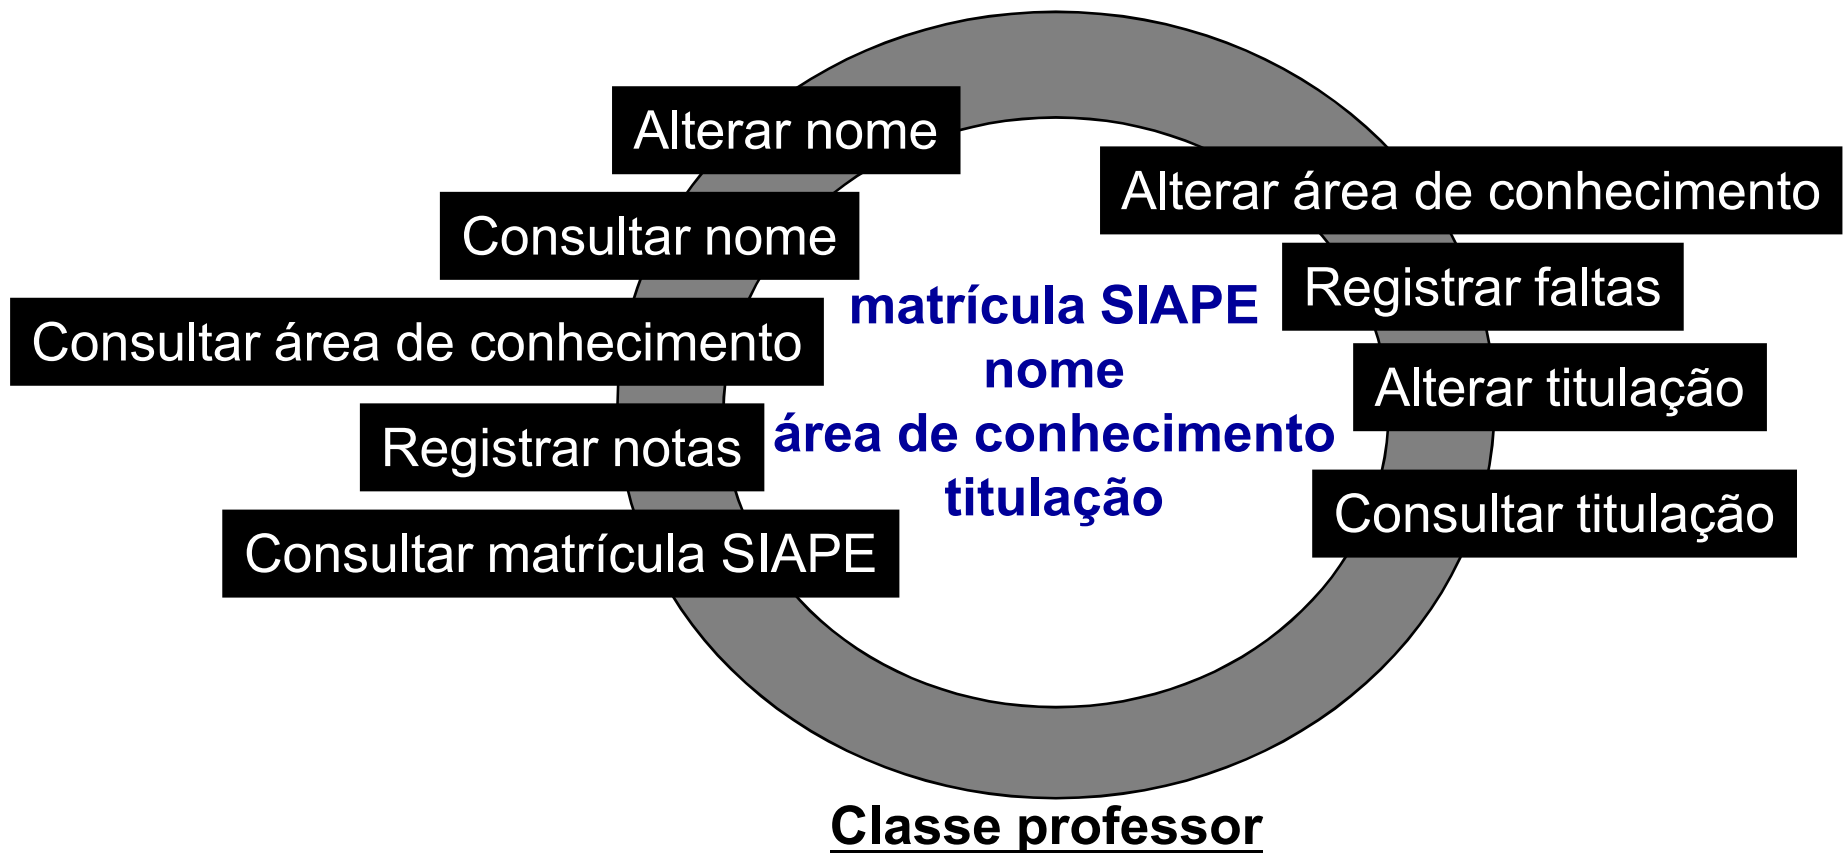 Alterar nome
Consultar nome
Consultar área de conhecimento
Registrar notas
Consultar matrícula SIAPE
matrícula SIAPE
nome
área de conhecimento
titulação
Alterar área de conhecimento
Registrar faltas
Alterar titulação
Consultar titulação
Classe professor